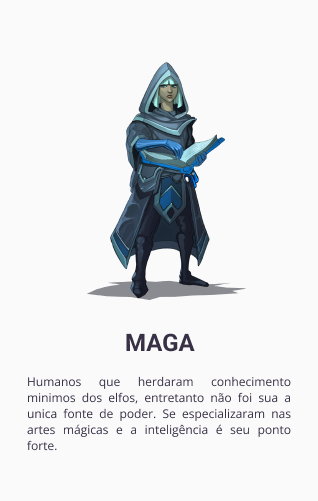 MAGA
Humanos que herdaram conhecimento
minimos dos elfos, entretanto não foi sua a
unica fonte de poder. Se especializaram nas
artes mágicas e a inteligência é seu ponto
forte.